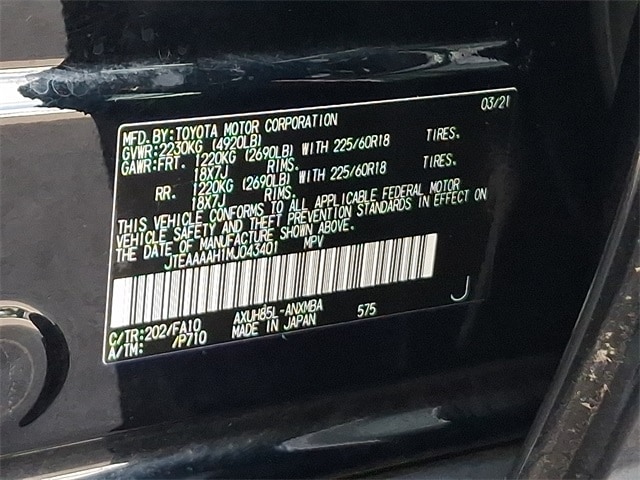 03/21
MFD. BY: TOYOTA MOTOR CORPORATION
GVWR: 2230KG (4920LB)
GAWR: FRT. 1220KG (2690LB) WITH 225/60R18 TIRES.
18X7J RIMS.
RR. 1220KG (2690LB) WITH 225/60R18 TIRES.
18X7J RIMS.
THIS VEHICLE CONFORMS TO ALL APPLICABLE FEDERAL MOTOR
VEHICLE SAFETY AND THEFT PREVENTION STANDARDS IN EFFECT ON
THE DATE OF MANUFACTURE SHOWN ABOVE.
JTEAAAAH1MJ043401 MPV
C/TR: 202/FA10 AXUH85L-ANXMBA 575 J
A/TM: /P710 MADE IN JAPAN